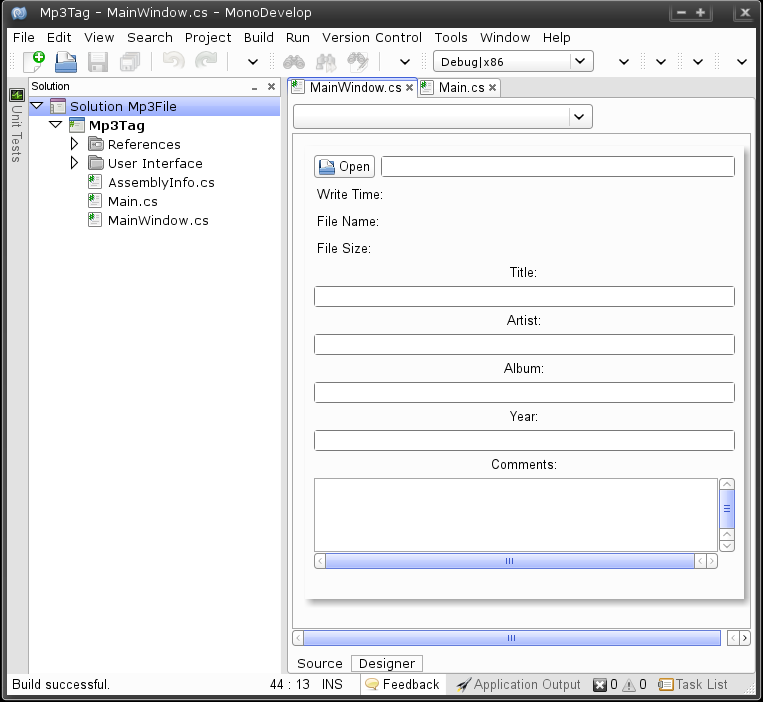 Mp3Tag - MainWindow.cs - MonoDevelop
File Edit View Search Project Build Run Version Control Tools Window Help
Debug|x86
Unit Tests
Solution
Solution Mp3File
Mp3Tag
References
User Interface
AssemblyInfo.cs
Main.cs
MainWindow.cs
MainWindow.cs Main.cs
Open
Write Time:
File Name:
File Size:
Title:
Artist:
Album:
Year:
Comments:
Source Designer
Build successful. 44 : 13 INS Feedback Application Output 0 0 Task List